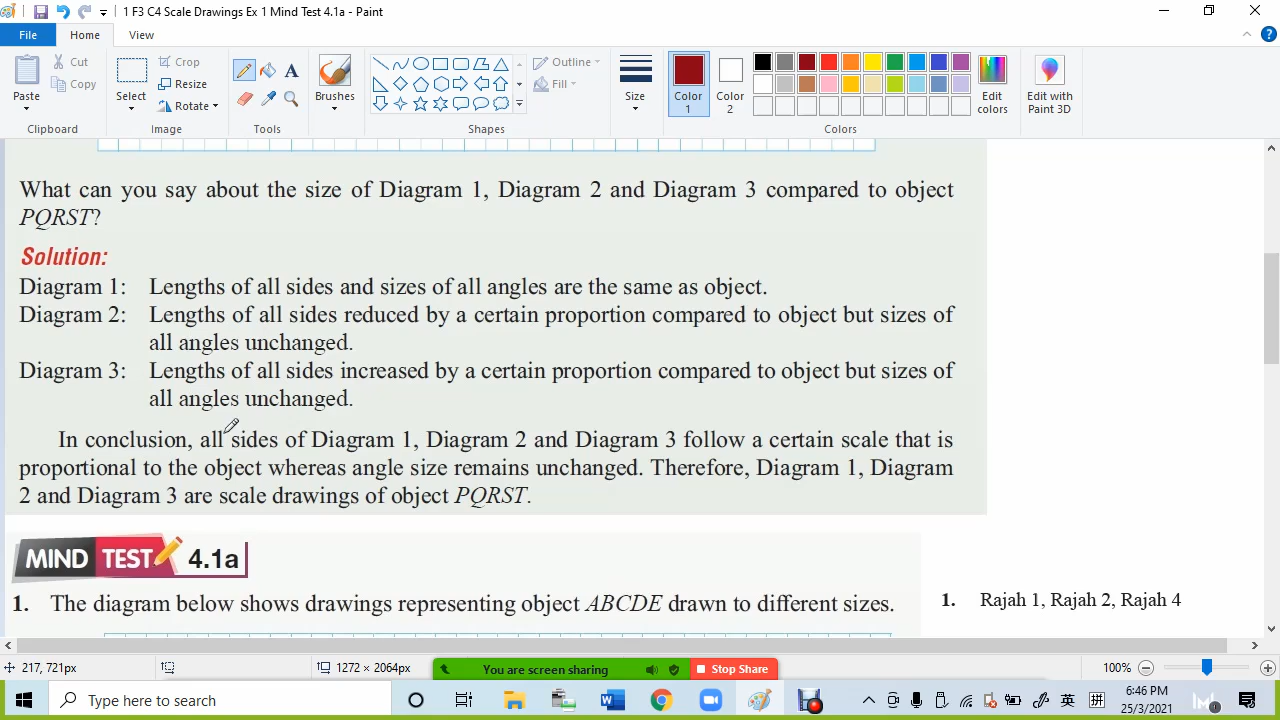 1 F3 C4 Scale Drawings Ex 1 Mind Test 4.1a - Paint
File Home View
Paste Cut Copy Clipboard
Select Crop Resize Rotate Image
Tools
Brushes
Outline Fill Shapes
Size
Color 1
Color 2
Colors
Edit colors
Edit with Paint 3D
What can you say about the size of Diagram 1, Diagram 2 and Diagram 3 compared to object
PQRST?
Solution:
Diagram 1: Lengths of all sides and sizes of all angles are the same as object.
Diagram 2: Lengths of all sides reduced by a certain proportion compared to object but sizes of
all angles unchanged.
Diagram 3: Lengths of all sides increased by a certain proportion compared to object but sizes of
all angles unchanged.
In conclusion, all sides of Diagram 1, Diagram 2 and Diagram 3 follow a certain scale that is
proportional to the object whereas angle size remains unchanged. Therefore, Diagram 1, Diagram
2 and Diagram 3 are scale drawings of object PQRST.
MIND TEST 4.1a
1. The diagram below shows drawings representing object ABCDE drawn to different sizes.
1. Rajah 1, Rajah 2, Rajah 4
217, 721px
1272 × 2064px
You are screen sharing
Stop Share
100%
Type here to search
英
拼
6:46 PM
25/3/2021